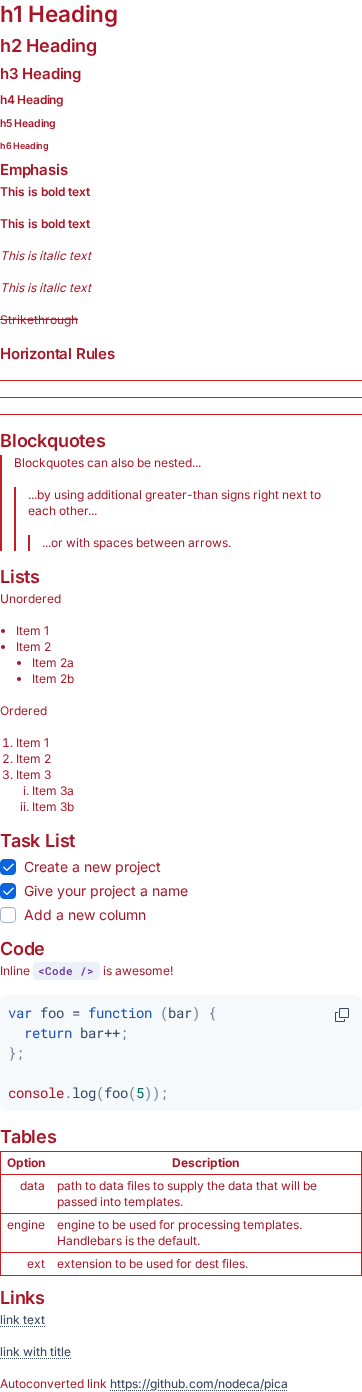 h1 Heading
h2 Heading
h3 Heading
h4 Heading
h5 Heading
h6 Heading
Emphasis
This is bold text
This is bold text
This is italic text
This is italic text
Strikethrough
Horizontal Rules
Blockquotes
Blockquotes can also be nested...
...by using additional greater-than signs right next to
each other...
...or with spaces between arrows.
Lists
Unordered
• Item 1
• Item 2
• Item 2a
• Item 2b
Ordered
1. Item 1
2. Item 2
3. Item 3
i. Item 3a
ii. Item 3b
Task List
Create a new project
Give your project a name
Add a new column
Code
Inline <Code /> is awesome!
var foo = function (bar) {
  return bar++;
};
console.log(foo(5));
Tables
Option Description
data path to data files to supply the data that will be
passed into templates.
engine engine to be used for processing templates.
Handlebars is the default.
ext extension to be used for dest files.
Links
link text
link with title
Autoconverted link https://github.com/nodeca/pica